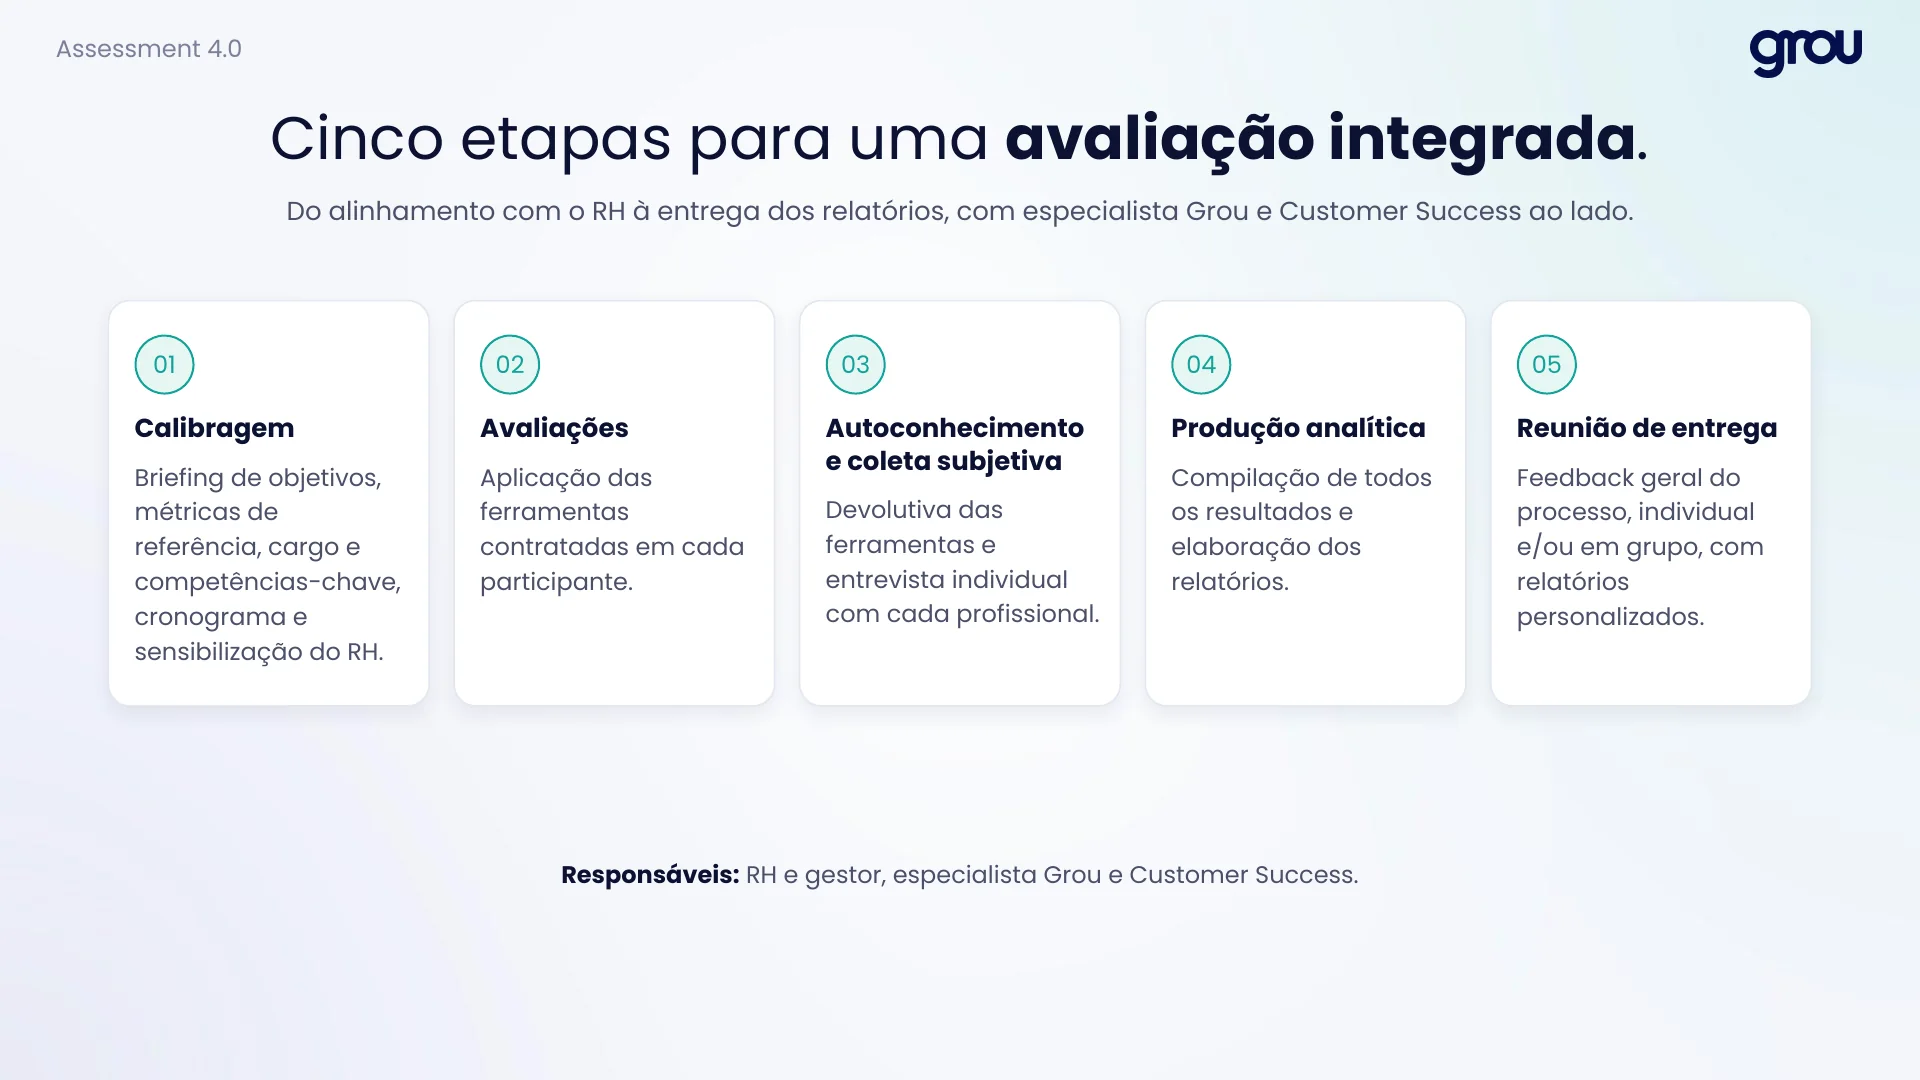 Assessment 4.0
grou
Cinco etapas para uma avaliação integrada.
Do alinhamento com o RH à entrega dos relatórios, com especialista Grou e Customer Success ao lado.
01
Calibragem
Briefing de objetivos,
métricas de
referência, cargo e
competências-chave,
cronograma e
sensibilização do RH.
02
Avaliações
Aplicação das
ferramentas
contratadas em cada
participante.
03
Autoconhecimento
e coleta subjetiva
Devolutiva das
ferramentas e
entrevista individual
com cada profissional.
04
Produção analítica
Compilação de todos
os resultados e
elaboração dos
relatórios.
05
Reunião de entrega
Feedback geral do
processo, individual
e/ou em grupo, com
relatórios
personalizados.
Responsáveis: RH e gestor, especialista Grou e Customer Success.